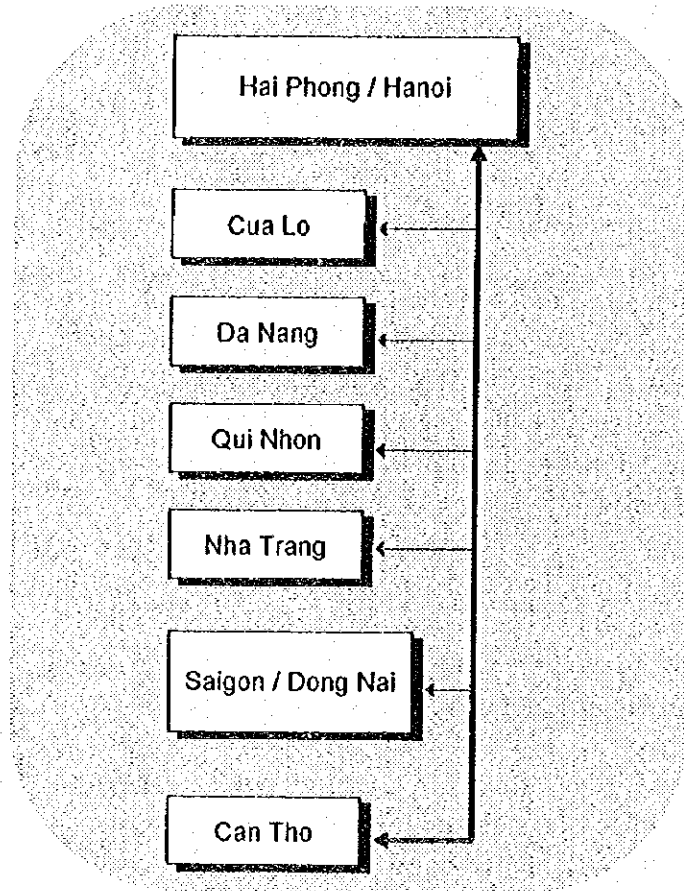 Hai Phong / Hanoi
Cua Lo
Da Nang
Qui Nhon
Nha Trang
Saigon / Dong Nai
Can Tho